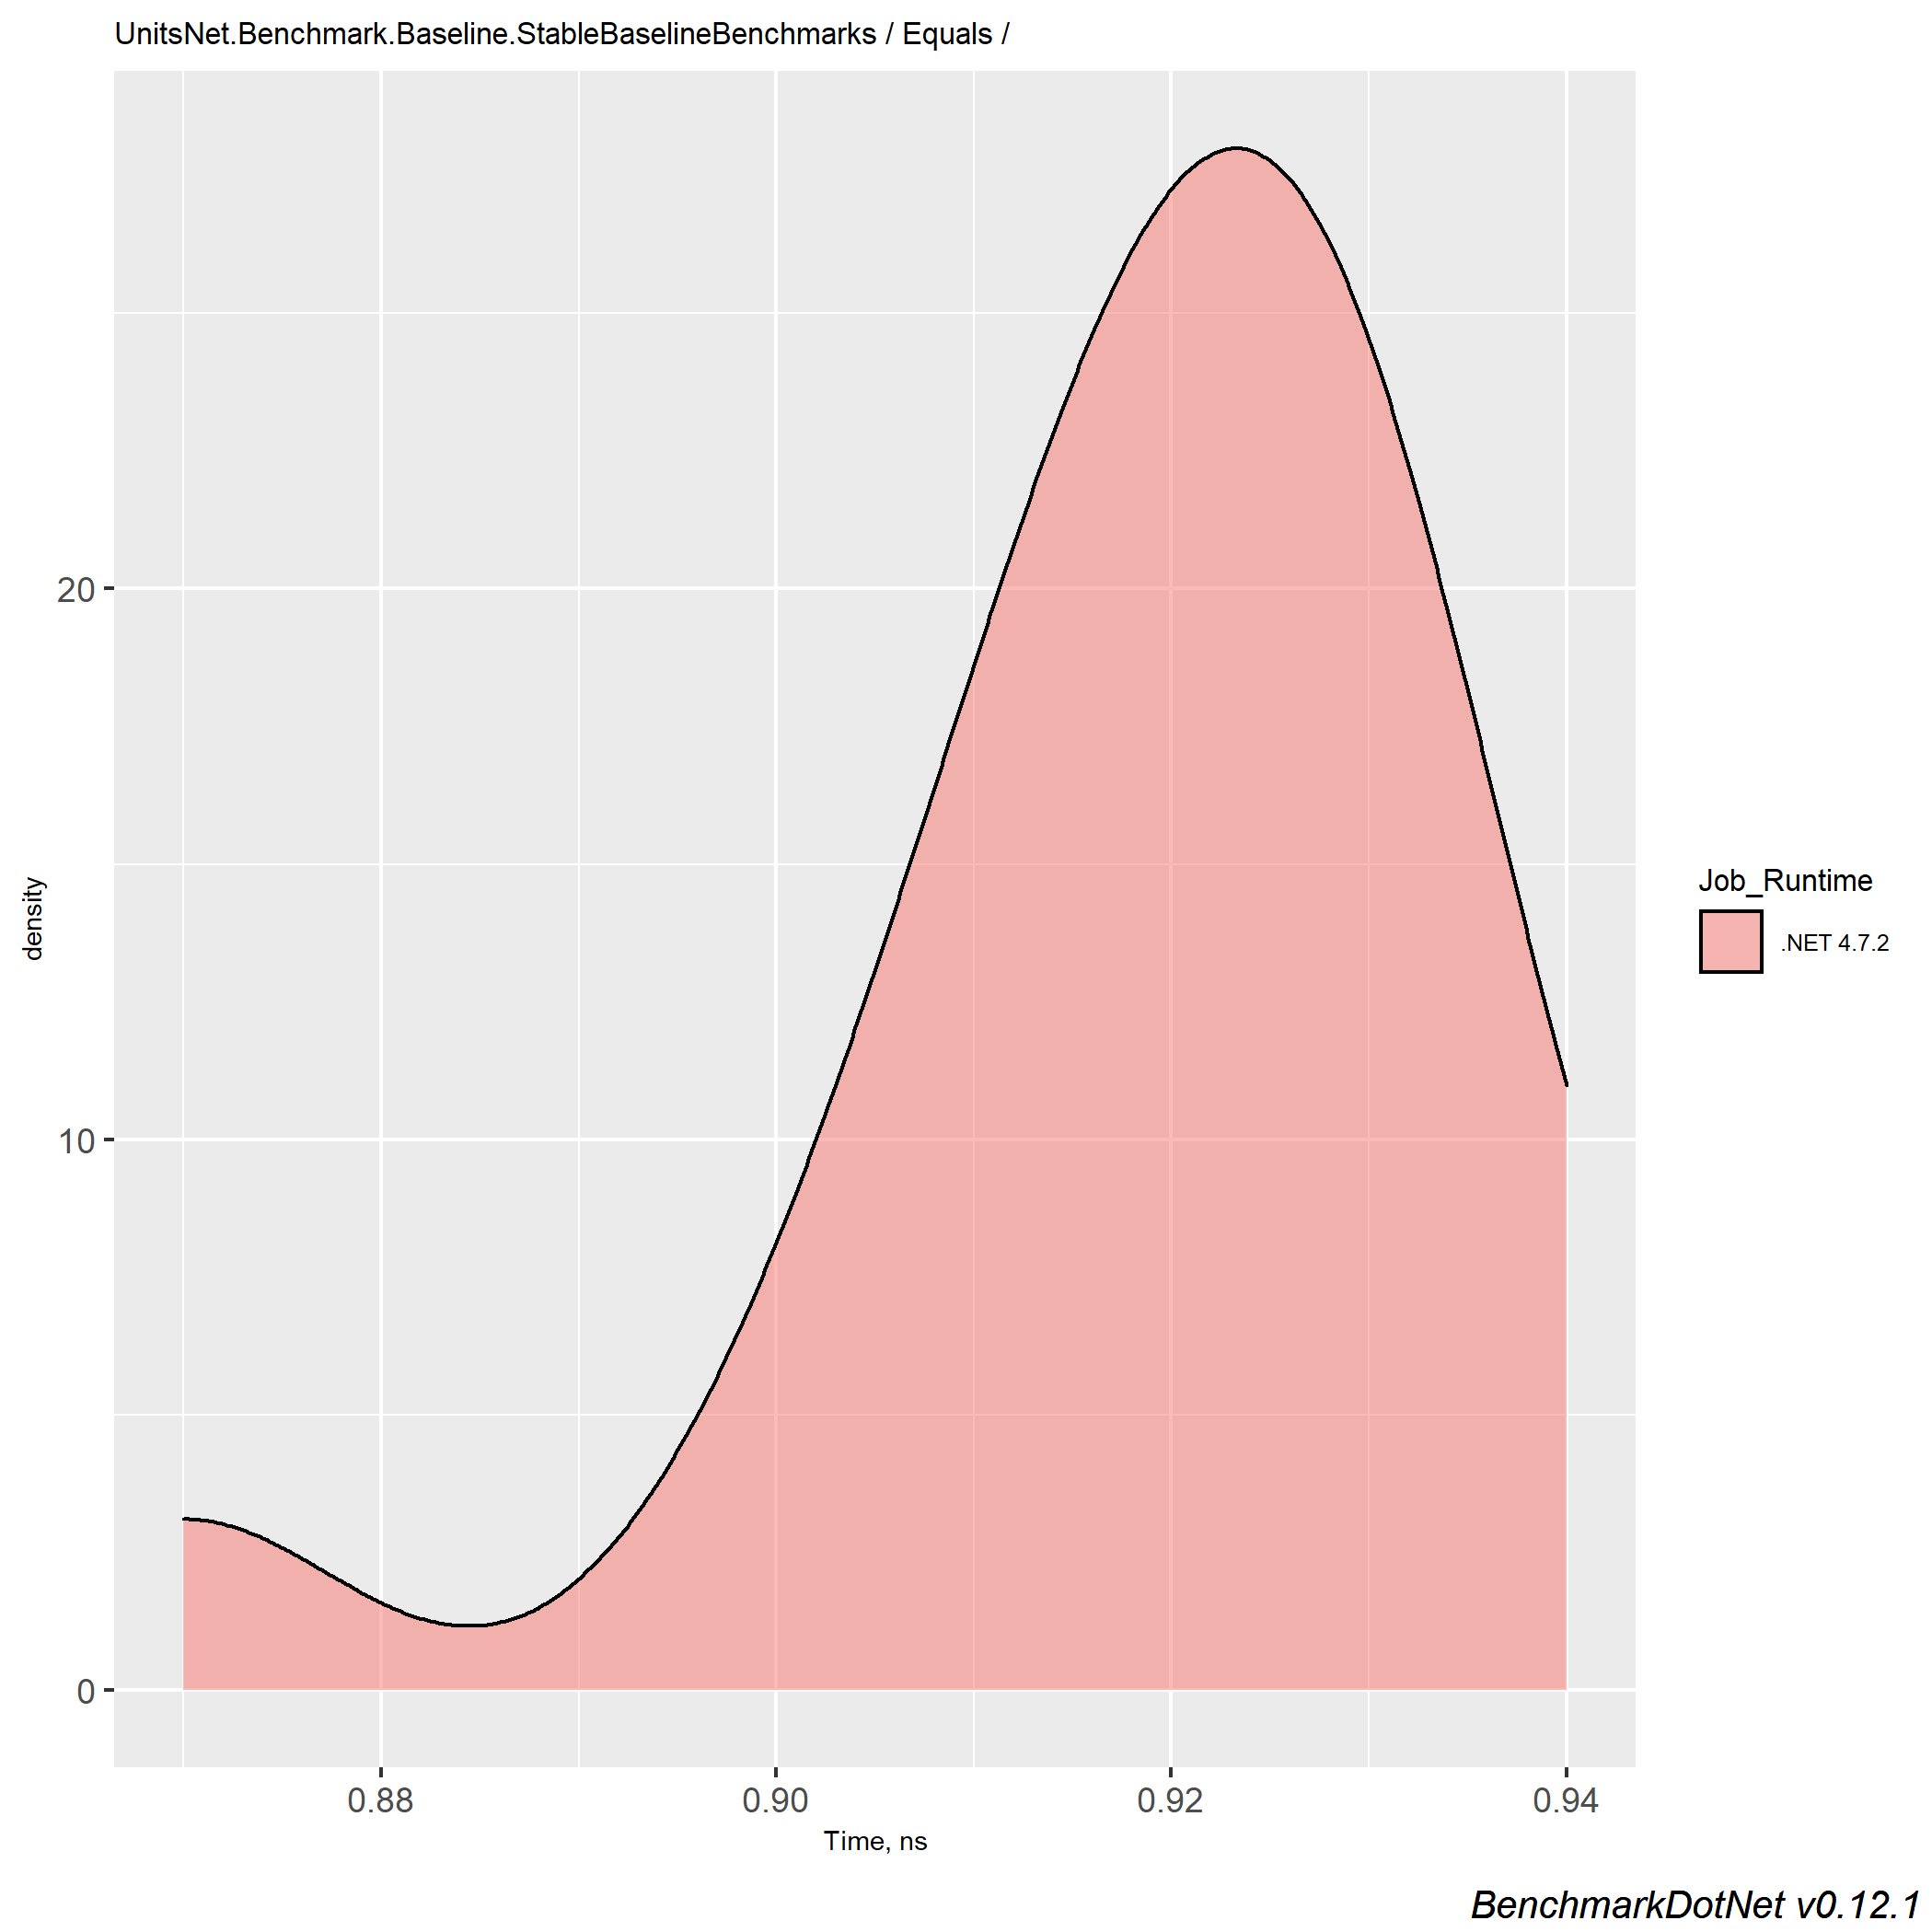 UnitsNet.Benchmark.Baseline.StableBaselineBenchmarks / Equals /
20
10
0
density
0.88 0.90 0.92 0.94
Time, ns
Job_Runtime
.NET 4.7.2
BenchmarkDotNet v0.12.1